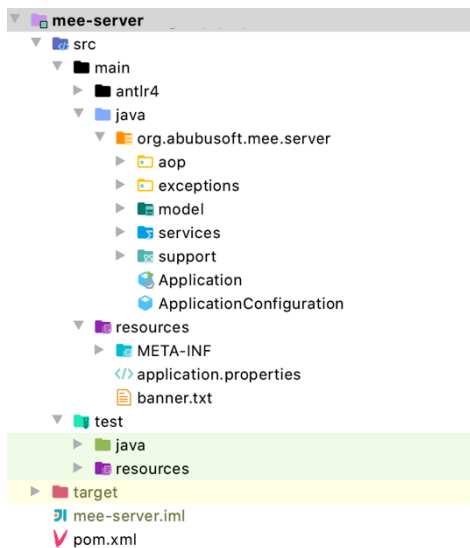 mee-server
src
main
antlr4
java
org.abubusoft.mee.server
aop
exceptions
model
services
support
Application
ApplicationConfiguration
resources
META-INF
application.properties
banner.txt
test
java
resources
target
mee-server.iml
pom.xml